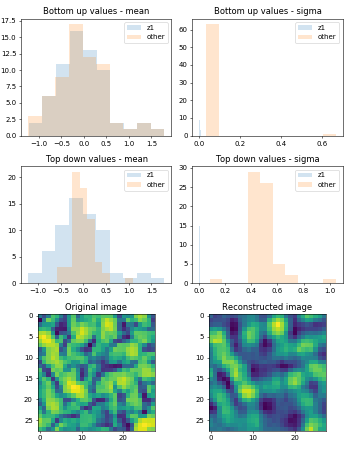 Bottom up values - mean
Bottom up values - sigma
17.5
15.0
12.5
10.0
7.5
5.0
2.5
0.0
z1
other
−1.0 −0.5 0.0 0.5 1.0 1.5
60
50
40
30
20
10
0
z1
other
0.0 0.2 0.4 0.6
Top down values - mean
Top down values - sigma
20
15
10
5
0
z1
other
−1.0 −0.5 0.0 0.5 1.0 1.5
30
25
20
15
10
5
0
z1
other
0.0 0.2 0.4 0.6 0.8 1.0
Original image
Reconstructed image
0
5
10
15
20
25
0 10 20
0
5
10
15
20
25
0 10 20